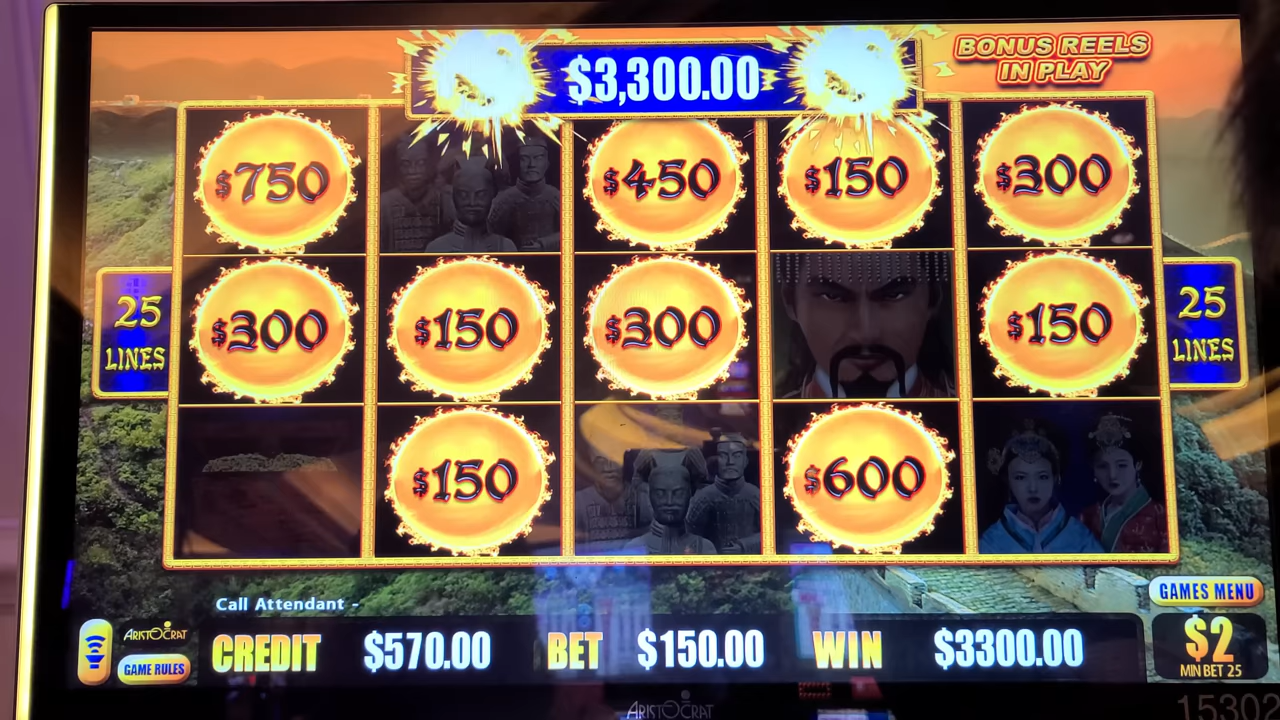 $3,300.00
BONUS REELS
IN PLAY
$750
$450
$150
$300
25
LINES
$300
$150
$300
$150
25
LINES
$150
$600
Call Attendant -
GAMES MENU
ARISTOCRAT
GAME RULES
CREDIT $570.00 BET $150.00 WIN $3300.00
$2
MIN BET 25
ARISTOCRAT
15302